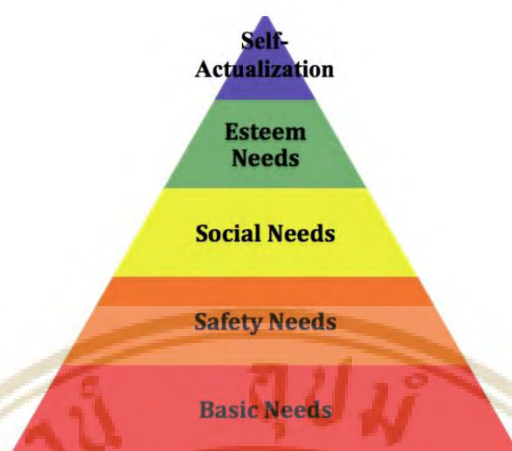 Self-
Actualization
Esteem
Needs
Social Needs
Safety Needs
Basic Needs